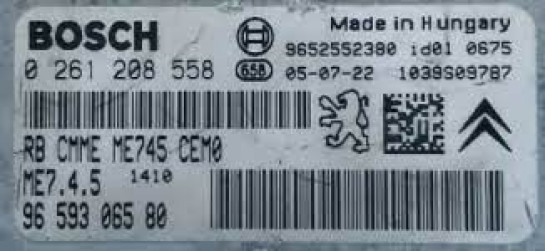 BOSCH
Made in Hungary
9652552380 id01 0675
0 261 208 558
658 05-07-22 1039S09787
RB CMME ME745 CEM0
ME7.4.5 1410
96 593 065 80